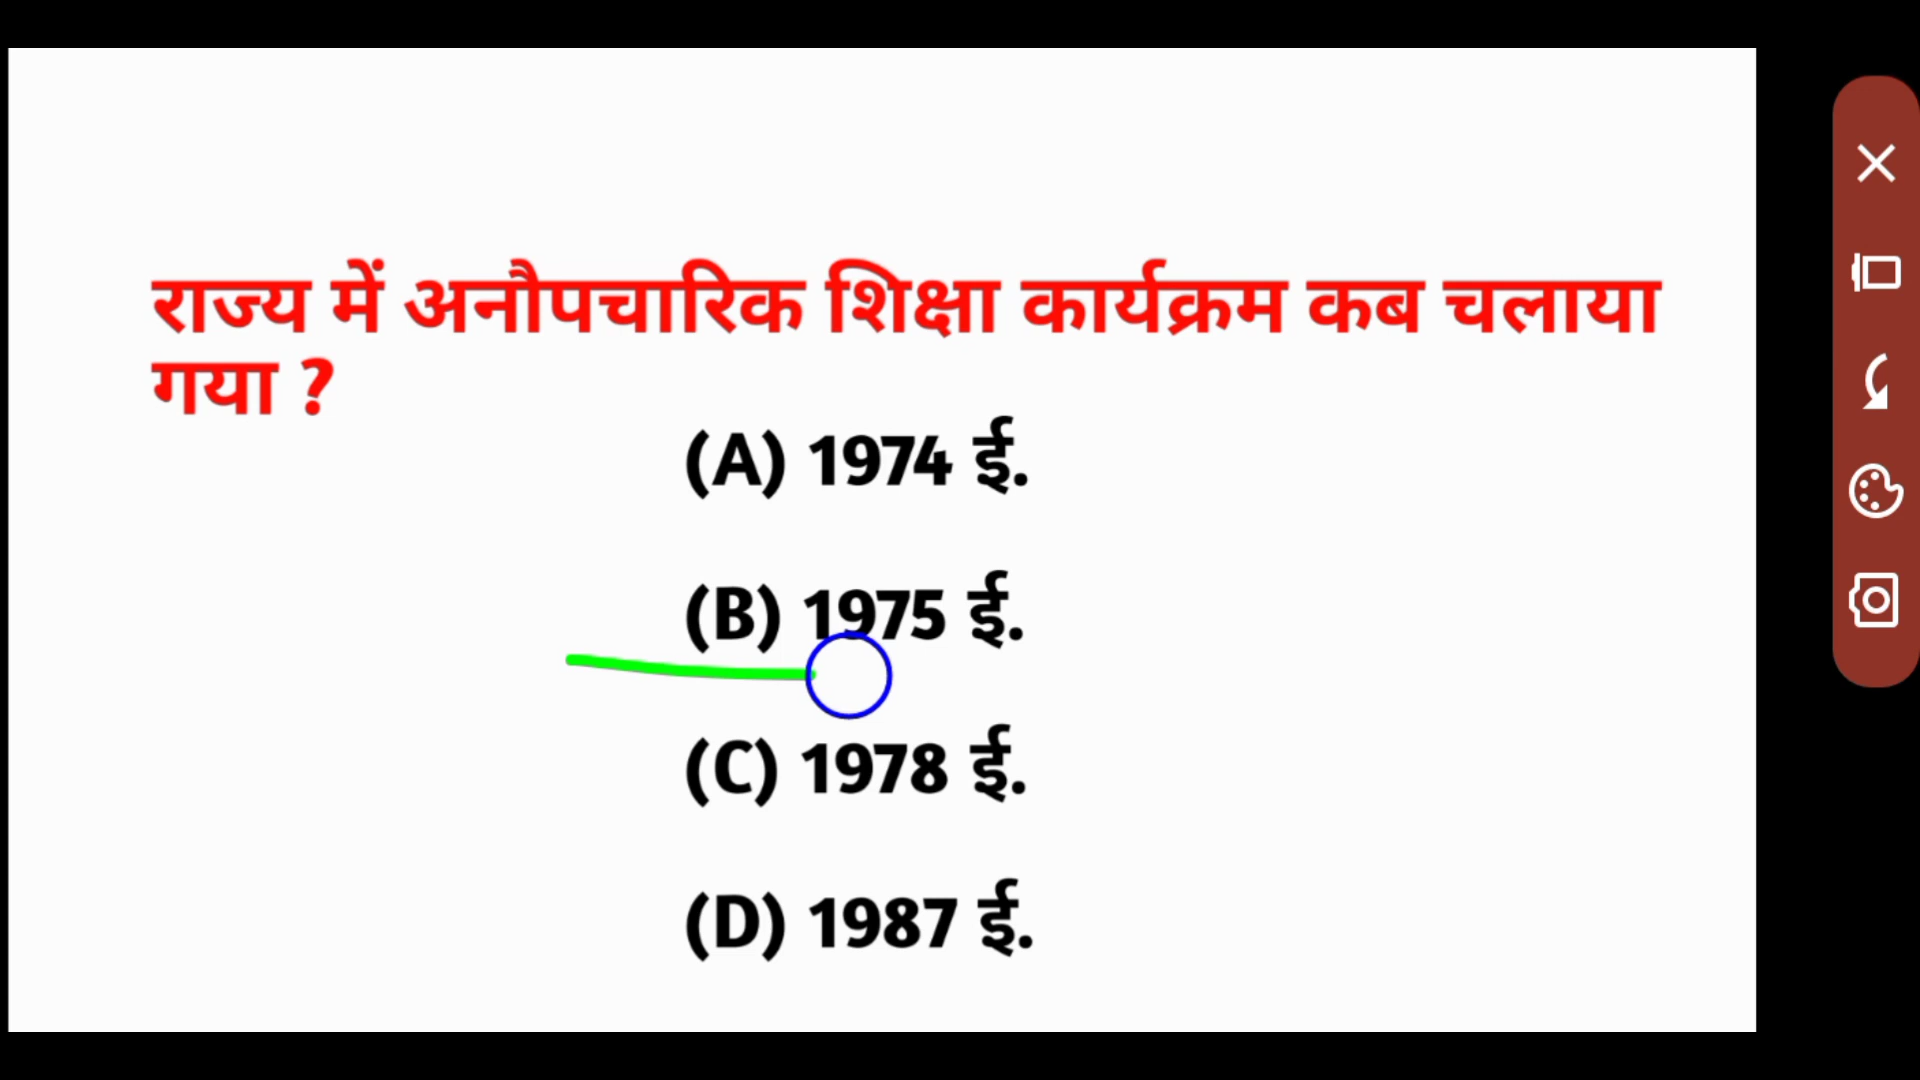 राज्य में अनौपचारिक शिक्षा कार्यक्रम कब चलाया
गया ?
(A) 1974 ई.
(B) 1975 ई.
(C) 1978 ई.
(D) 1987 ई.